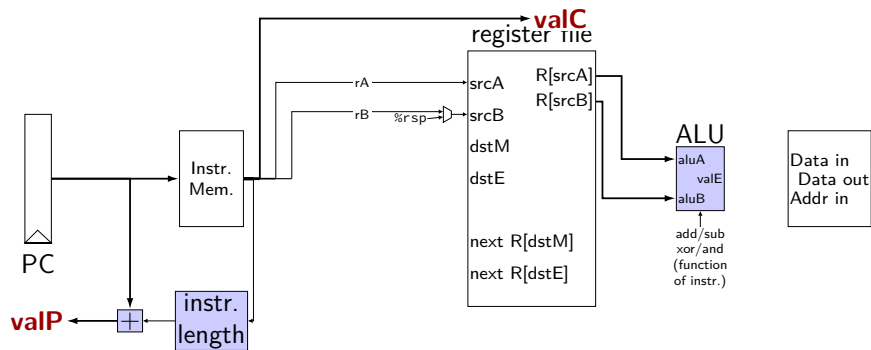 valC
register file
rA
srcA
R[srcA]
R[srcB]
rB
%rsp
srcB
ALU
Instr.
Mem.
dstM
dstE
aluA
valE
aluB
Data in
Data out
Addr in
add/sub
xor/and
(function
of instr.)
next R[dstM]
next R[dstE]
PC
valP
+
instr.
length